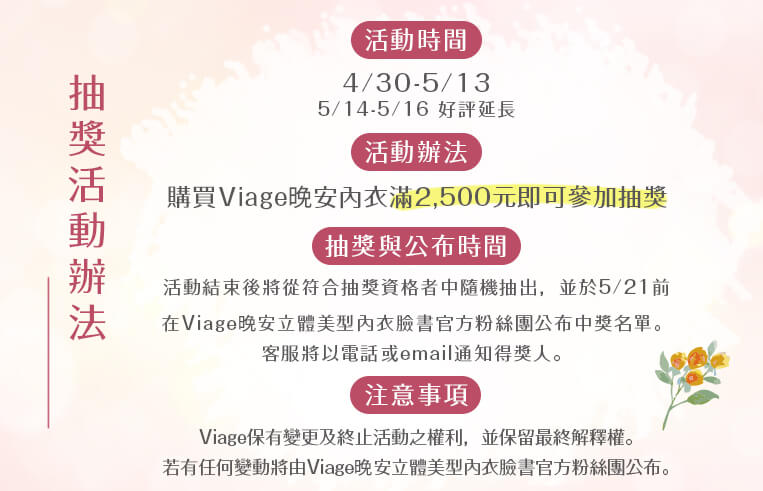 抽獎活動辦法
活動時間
4/30-5/13
5/14-5/16 好評延長
活動辦法
購買Viage晚安內衣滿2,500元即可參加抽獎
抽獎與公布時間
活動結束後將從符合抽獎資格者中隨機抽出，並於5/21前
在Viage晚安立體美型內衣臉書官方粉絲團公布中獎名單。
客服將以電話或email通知得獎人。
注意事項
Viage保有變更及終止活動之權利，並保留最終解釋權。
若有任何變動將由Viage晚安立體美型內衣臉書官方粉絲團公布。